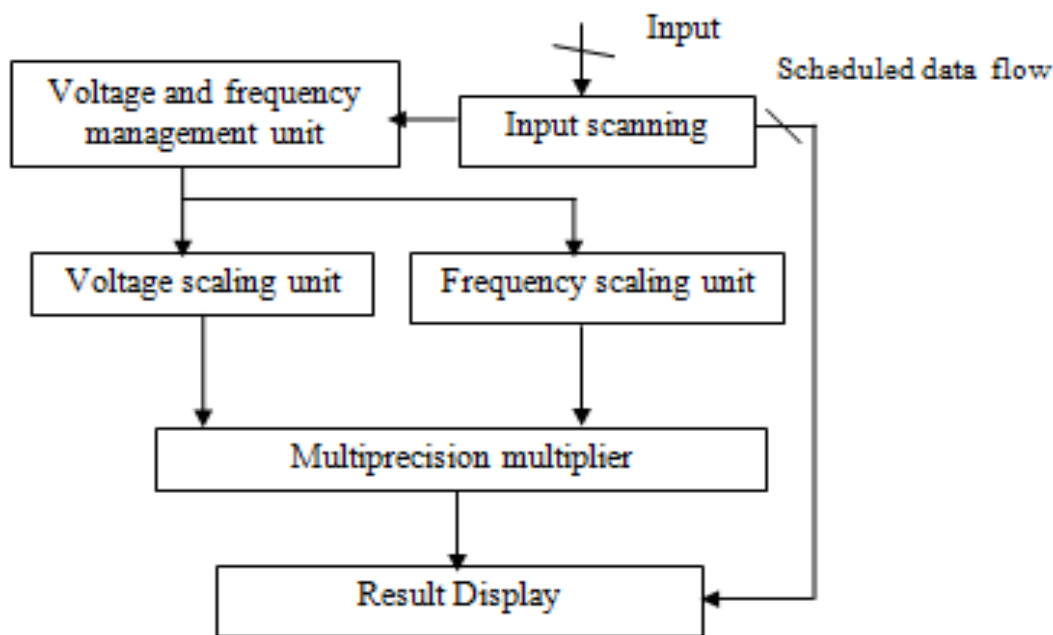 Input
Scheduled data flow
Voltage and frequency
management unit
Input scanning
Voltage scaling unit
Frequency scaling unit
Multiprecision multiplier
Result Display